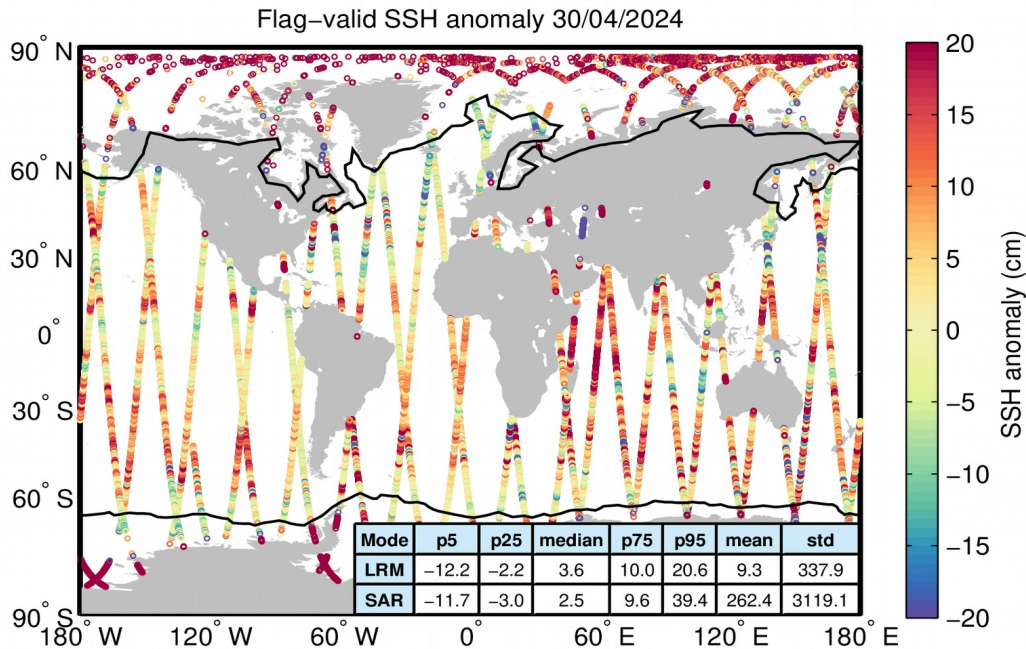 Flag−valid SSH anomaly 30/04/2024
90° N
60° N
30° N
0°
30° S
60° S
90° S
180° W
120° W
60° W
0°
60° E
120° E
180° E
Mode p5 p25 median p75 p95 mean std
LRM −12.2 −2.2 3.6 10.0 20.6 9.3 337.9
SAR −11.7 −3.0 2.5 9.6 39.4 262.4 3119.1
20
15
10
5
0
−5
−10
−15
−20
SSH anomaly (cm)